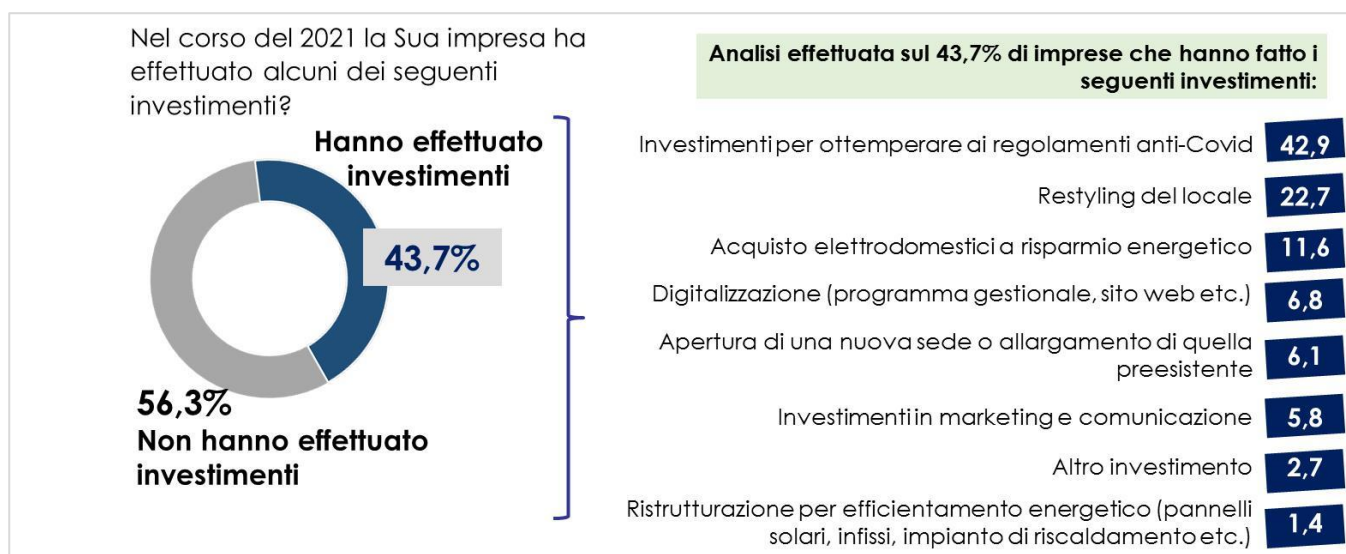 Nel corso del 2021 la Sua impresa ha
effettuato alcuni dei seguenti
investimenti?
Hanno effettuato
investimenti
43,7%
56,3%
Non hanno effettuato
investimenti
Analisi effettuata sul 43,7% di imprese che hanno fatto i
seguenti investimenti:
Investimenti per ottemperare ai regolamenti anti-Covid 42,9
Restyling del locale 22,7
Acquisto elettrodomestici a risparmio energetico 11,6
Digitalizzazione (programma gestionale, sito web etc.) 6,8
Apertura di una nuova sede o allargamento di quella
preesistente 6,1
Investimenti in marketing e comunicazione 5,8
Altro investimento 2,7
Ristrutturazione per efficientamento energetico (pannelli
solari, infissi, impianto di riscaldamento etc.) 1,4